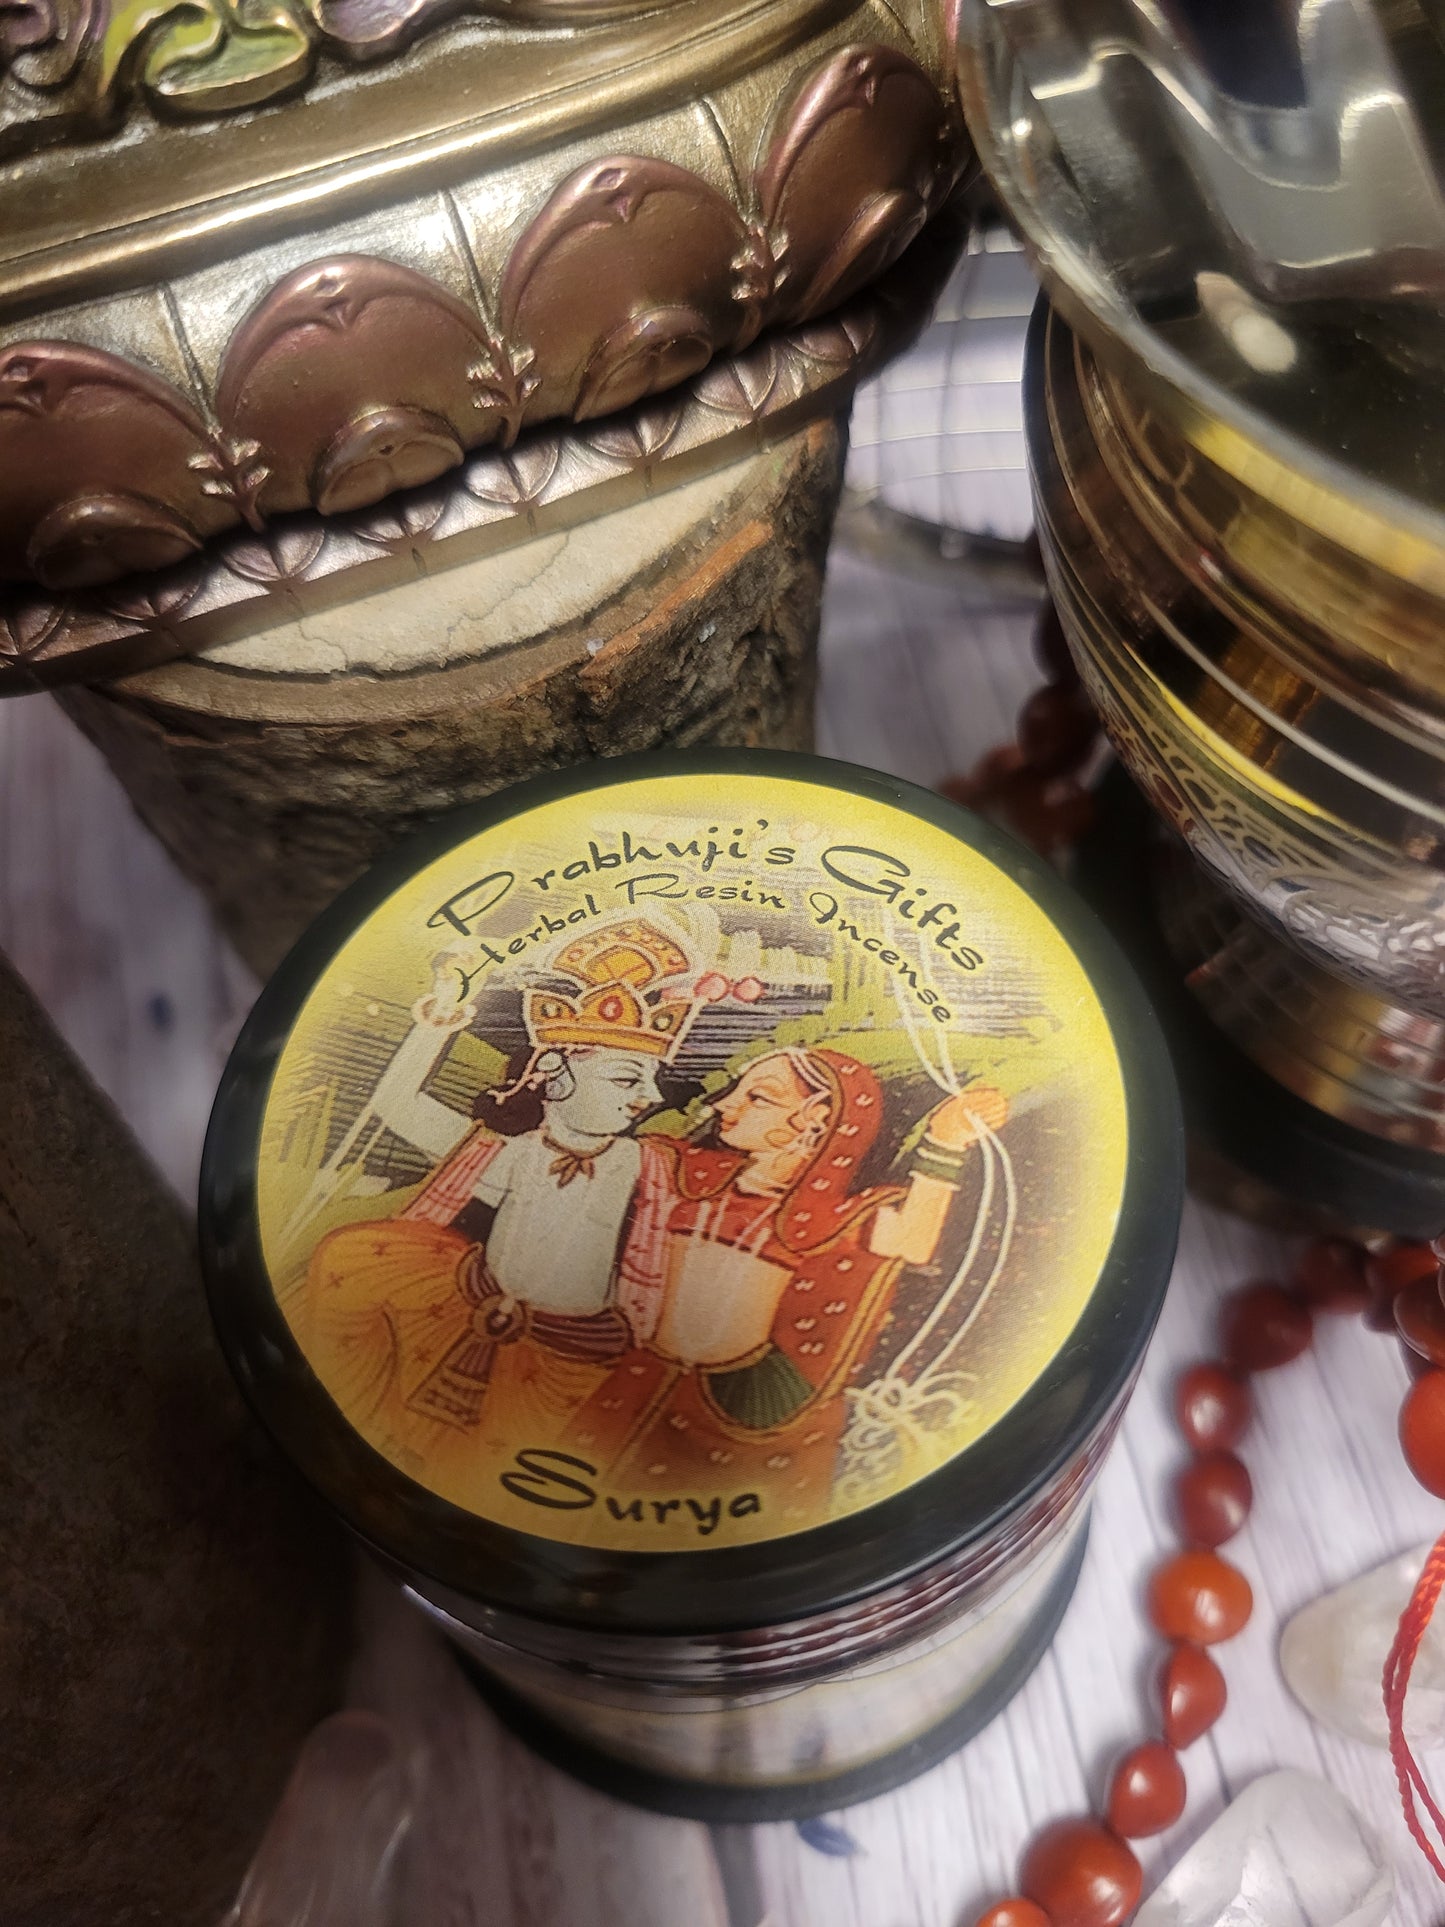 Prabhuji's Gifts
Herbal Resin Incense
Surya